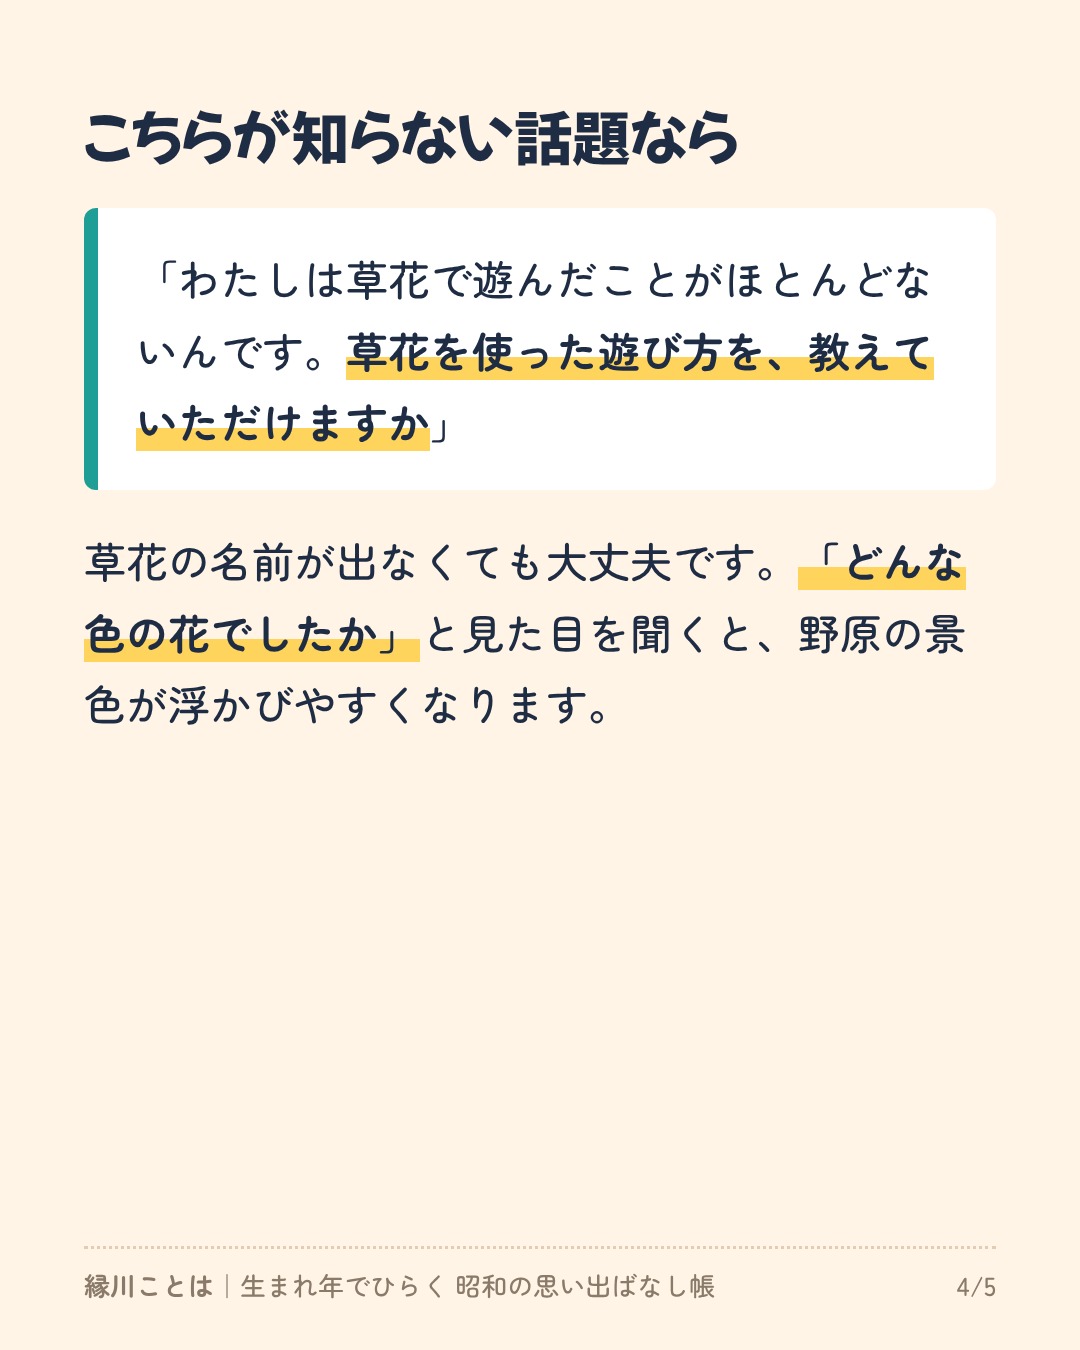 こちらが知らない話題なら
「わたしは草花で遊んだことがほとんどな
いんです。草花を使った遊び方を、教えて
いただけますか」
草花の名前が出なくても大丈夫です。「どんな
色の花でしたか」と見た目を聞くと、野原の景
色が浮かびやすくなります。
縁川ことは｜生まれ年でひらく 昭和の思い出ばなし帳
4/5